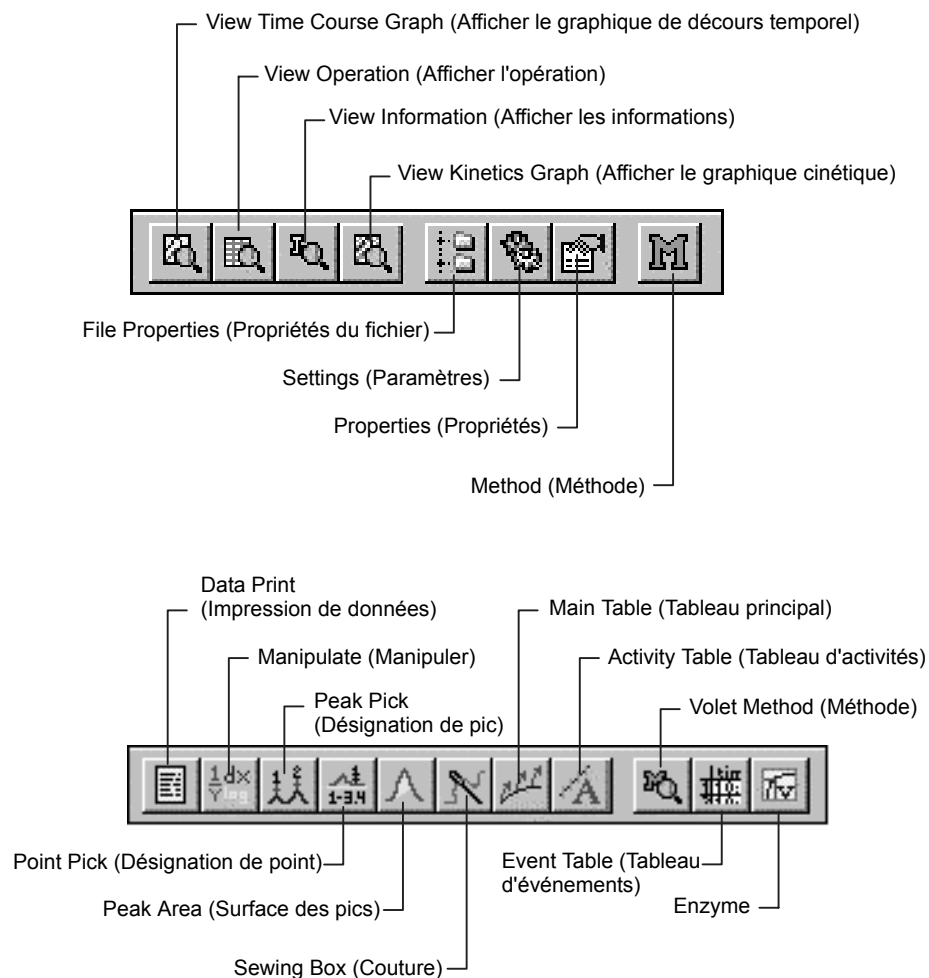 View Time Course Graph (Afficher le graphique de décours temporel)
View Operation (Afficher l'opération)
View Information (Afficher les informations)
View Kinetics Graph (Afficher le graphique cinétique)
M
File Properties (Propriétés du fichier)
Settings (Paramètres)
Properties (Propriétés)
Method (Méthode)
Data Print
(Impression de données)
Main Table (Tableau principal)
Manipulate (Manipuler)
Activity Table (Tableau d'activités)
Peak Pick
(Désignation de pic)
Volet Method (Méthode)
Point Pick (Désignation de point)
Event Table (Tableau
d'événements)
Peak Area (Surface des pics)
Enzyme
Sewing Box (Couture)